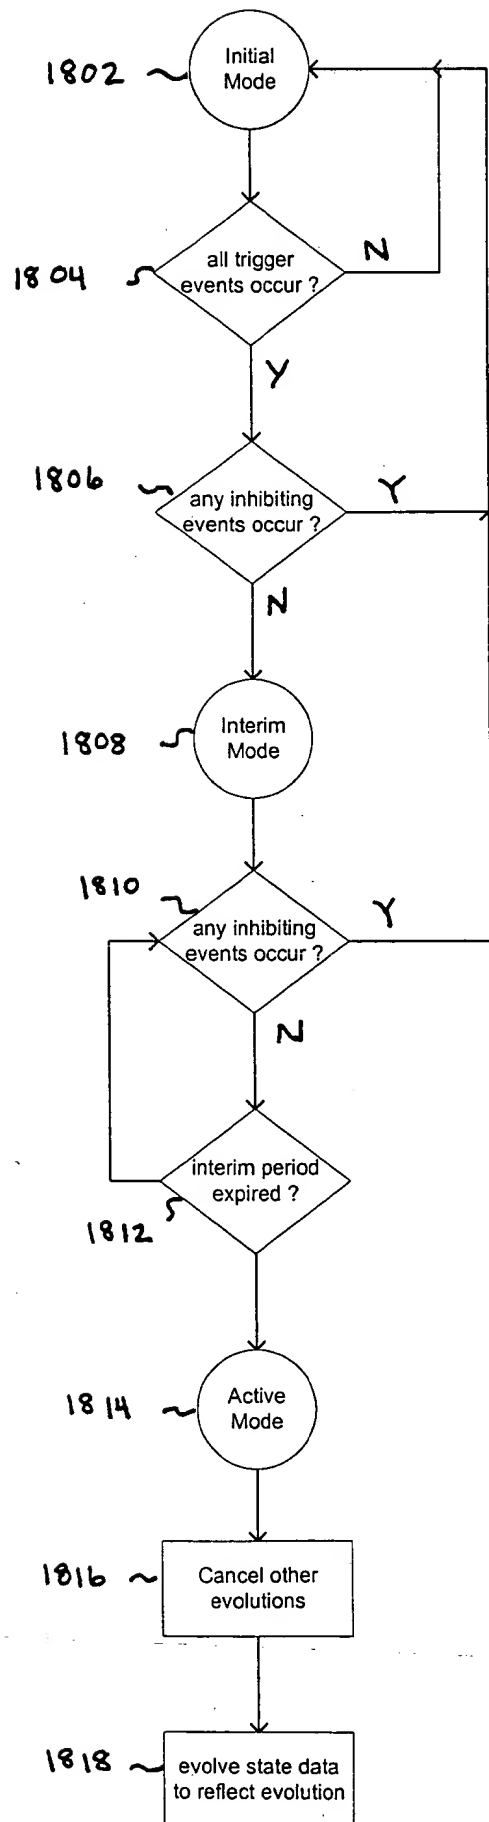 1802
Initial
Mode
1804
all trigger
events occur ?
N
Y
1806
any inhibiting
events occur ?
Y
N
1808
Interim
Mode
1810
any inhibiting
events occur ?
Y
N
interim period
expired ?
1812
1814
Active
Mode
1816
Cancel other
evolutions
1818
evolve state data
to reflect evolution